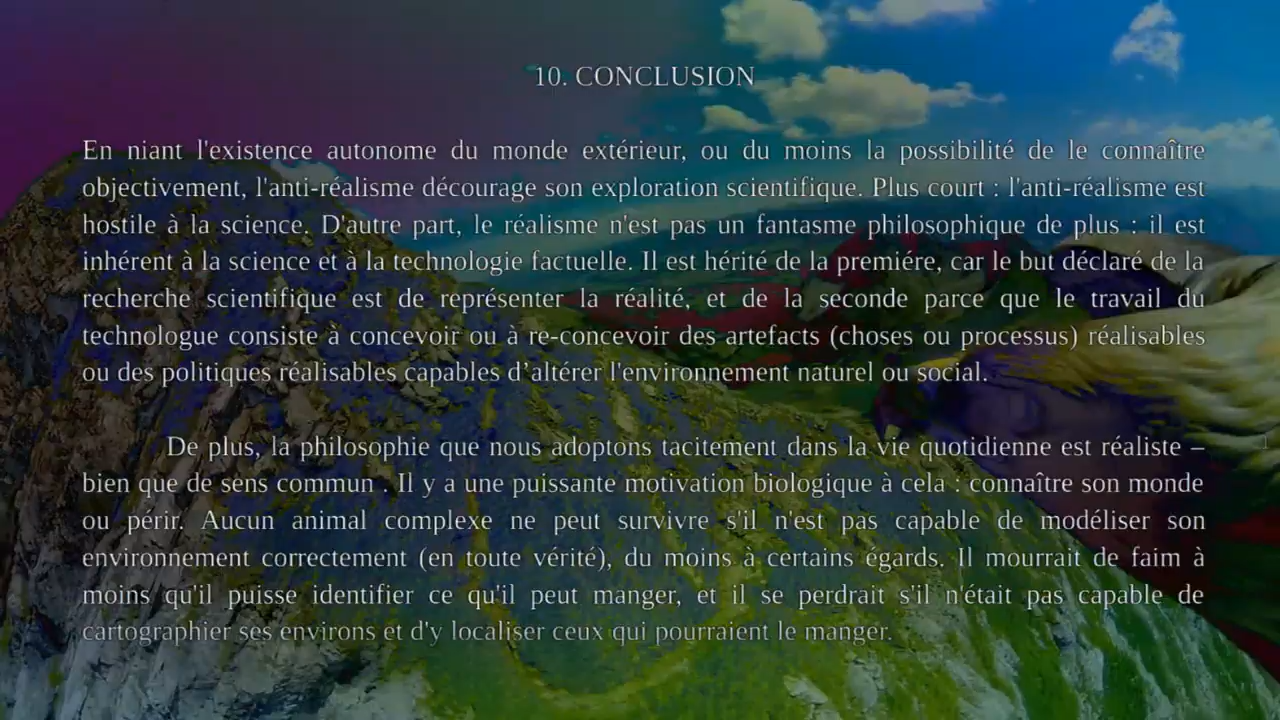 10. CONCLUSION
En niant l'existence autonome du monde extérieur, ou du moins la possibilité de le connaître
objectivement, l'anti-réalisme décourage son exploration scientifique. Plus court : l'anti-réalisme est
hostile à la science. D'autre part, le réalisme n'est pas un fantasme philosophique de plus : il est
inhérent à la science et à la technologie factuelle. Il est hérité de la premiére, car le but déclaré de la
recherche scientifique est de représenter la réalité, et de la seconde parce que le travail du
technologue consiste à concevoir ou à re-concevoir des artefacts (choses ou processus) réalisables
ou des politiques réalisables capables d’altérer l'environnement naturel ou social.
De plus, la philosophie que nous adoptons tacitement dans la vie quotidienne est réaliste –
bien que de sens commun . Il y a une puissante motivation biologique à cela : connaître son monde
ou périr. Aucun animal complexe ne peut survivre s'il n'est pas capable de modéliser son
environnement correctement (en toute vérité), du moins à certains égards. Il mourrait de faim à
moins qu'il puisse identifier ce qu'il peut manger, et il se perdrait s'il n'était pas capable de
cartographier ses environs et d'y localiser ceux qui pourraient le manger.